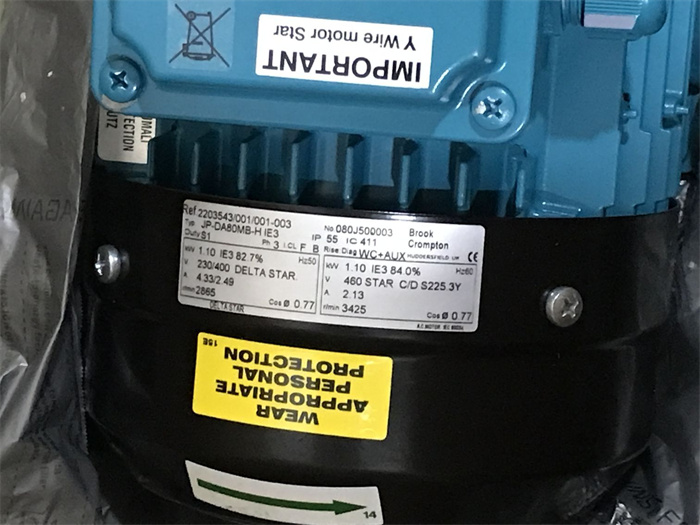 IMPORTANT
Y Wire motor Star
Ref 2203543/001/001-003
No 080J500003
Brook
Crompton
HUDDERSFIELD UK
Typ JP-DA80MB-H IE3
IP 55 IC 411
Duty S1
Ph 3 I.CL F B Rise Diag WC+AUX
CE
kW 1.10 IE3 82.7% Hz50
V 230/400 DELTA STAR
A 4.33/2.49
r/min 2865 Cos Ø 0.77
DELTA STAR
kW 1.10 IE3 84.0% Hz60
V 460 STAR C/D S225.3Y
A 2.13
r/min 3425 Cos Ø 0.77
WEAR
APPROPRIATE
PERSONAL
PROTECTION
15E
14